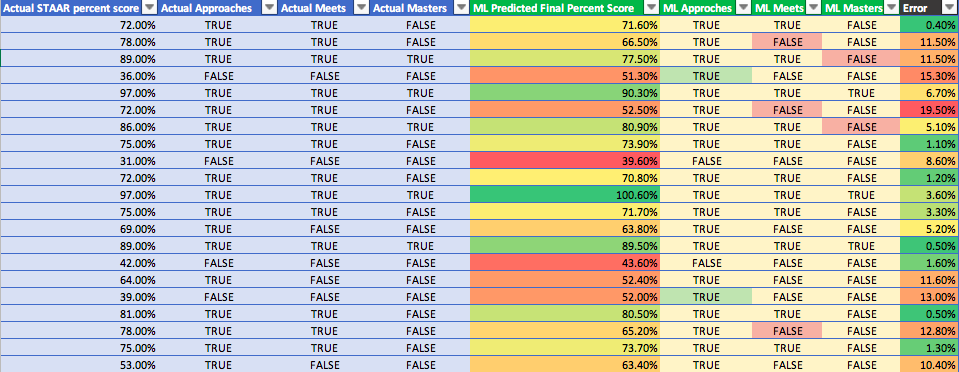 Actual STAAR percent score Actual Approaches Actual Meets Actual Masters ML Predicted Final Percent Score ML Approches ML Meets ML Masters Error
72.00% TRUE TRUE FALSE 71.60% TRUE TRUE FALSE 0.40%
78.00% TRUE TRUE FALSE 66.50% TRUE FALSE FALSE 11.50%
89.00% TRUE TRUE TRUE 77.50% TRUE TRUE FALSE 11.50%
36.00% FALSE FALSE FALSE 51.30% TRUE FALSE FALSE 15.30%
97.00% TRUE TRUE TRUE 90.30% TRUE TRUE TRUE 6.70%
72.00% TRUE TRUE FALSE 52.50% TRUE FALSE FALSE 19.50%
86.00% TRUE TRUE TRUE 80.90% TRUE TRUE FALSE 5.10%
75.00% TRUE TRUE FALSE 73.90% TRUE TRUE FALSE 1.10%
31.00% FALSE FALSE FALSE 39.60% FALSE FALSE FALSE 8.60%
72.00% TRUE TRUE FALSE 70.80% TRUE TRUE FALSE 1.20%
97.00% TRUE TRUE TRUE 100.60% TRUE TRUE TRUE 3.60%
75.00% TRUE TRUE FALSE 71.70% TRUE TRUE FALSE 3.30%
69.00% TRUE TRUE FALSE 63.80% TRUE TRUE FALSE 5.20%
89.00% TRUE TRUE TRUE 89.50% TRUE TRUE TRUE 0.50%
42.00% FALSE FALSE FALSE 43.60% FALSE FALSE FALSE 1.60%
64.00% TRUE FALSE FALSE 52.40% TRUE FALSE FALSE 11.60%
39.00% FALSE FALSE FALSE 52.00% TRUE FALSE FALSE 13.00%
81.00% TRUE TRUE FALSE 80.50% TRUE TRUE FALSE 0.50%
78.00% TRUE TRUE FALSE 65.20% TRUE FALSE FALSE 12.80%
75.00% TRUE TRUE FALSE 73.70% TRUE TRUE FALSE 1.30%
53.00% TRUE FALSE FALSE 63.40% TRUE FALSE FALSE 10.40%